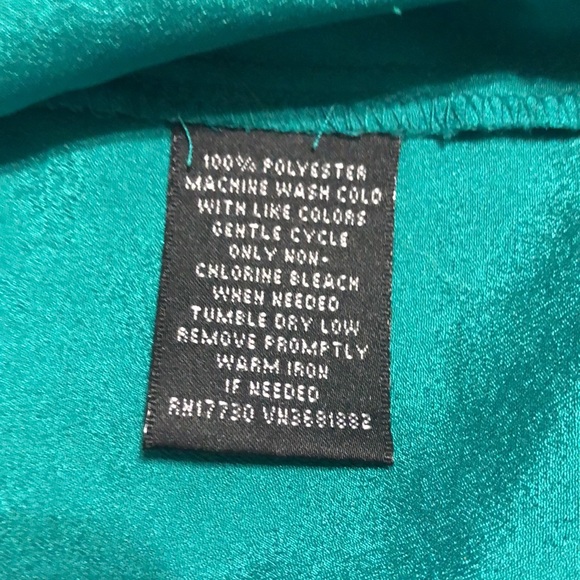 100% POLYESTER
MACHINE WASH COLD
WITH LIKE COLORS
GENTLE CYCLE
ONLY NON-
CHLORINE BLEACH
WHEN NEEDED
TUMBLE DRY LOW
REMOVE PROMPTLY
WARM IRON
IF NEEDED
RN17730